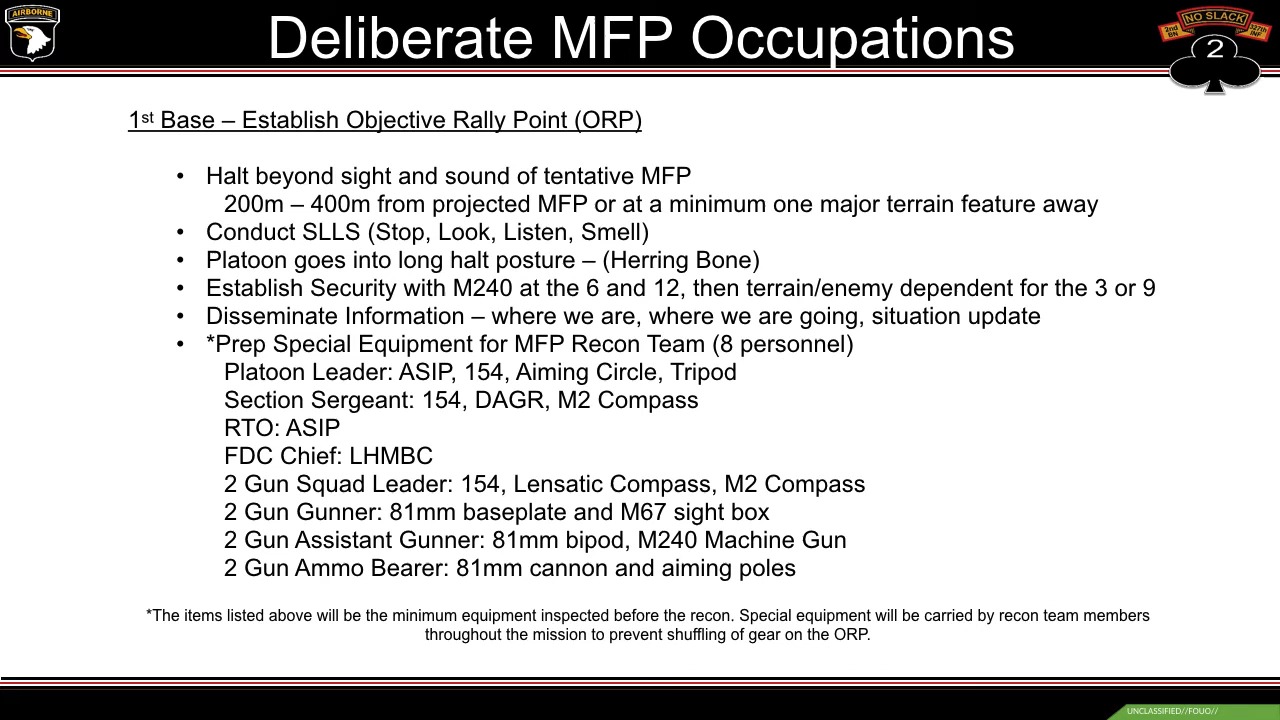 AIRBORNE
Deliberate MFP Occupations
NO SLACK
2nd BN
327th INF
2
1st Base – Establish Objective Rally Point (ORP)
• Halt beyond sight and sound of tentative MFP
200m – 400m from projected MFP or at a minimum one major terrain feature away
• Conduct SLLS (Stop, Look, Listen, Smell)
• Platoon goes into long halt posture – (Herring Bone)
• Establish Security with M240 at the 6 and 12, then terrain/enemy dependent for the 3 or 9
• Disseminate Information – where we are, where we are going, situation update
• *Prep Special Equipment for MFP Recon Team (8 personnel)
Platoon Leader: ASIP, 154, Aiming Circle, Tripod
Section Sergeant: 154, DAGR, M2 Compass
RTO: ASIP
FDC Chief: LHMBC
2 Gun Squad Leader: 154, Lensatic Compass, M2 Compass
2 Gun Gunner: 81mm baseplate and M67 sight box
2 Gun Assistant Gunner: 81mm bipod, M240 Machine Gun
2 Gun Ammo Bearer: 81mm cannon and aiming poles
*The items listed above will be the minimum equipment inspected before the recon. Special equipment will be carried by recon team members
throughout the mission to prevent shuffling of gear on the ORP.
UNCLASSIFIED//FOUO//